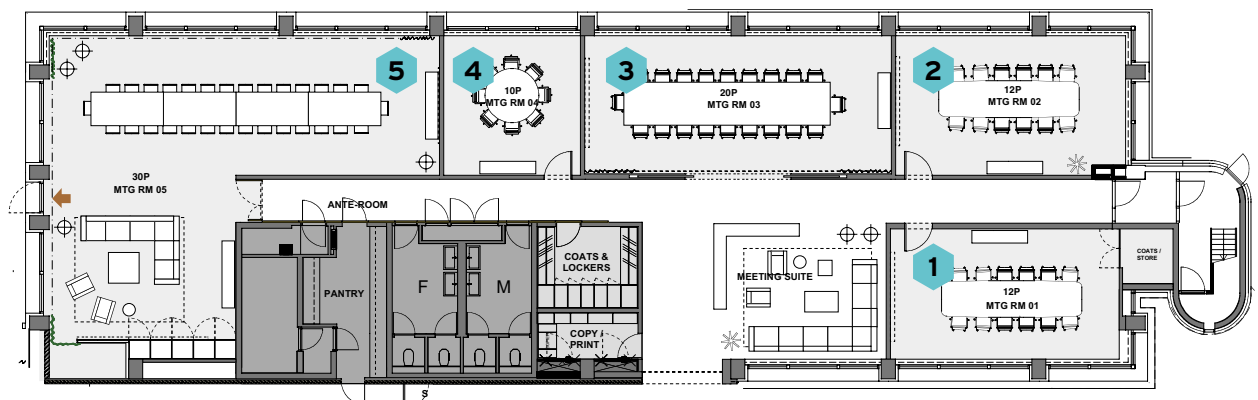 5
4
3
2
10P
MTG RM 04
20P
MTG RM 03
12P
MTG RM 02
30P
MTG RM 05
ANTE-ROOM
COATS &
LOCKERS
F
M
PANTRY
COPY /
PRINT
MEETING SUITE
1
12P
MTG RM 01
COATS /
STORE
S